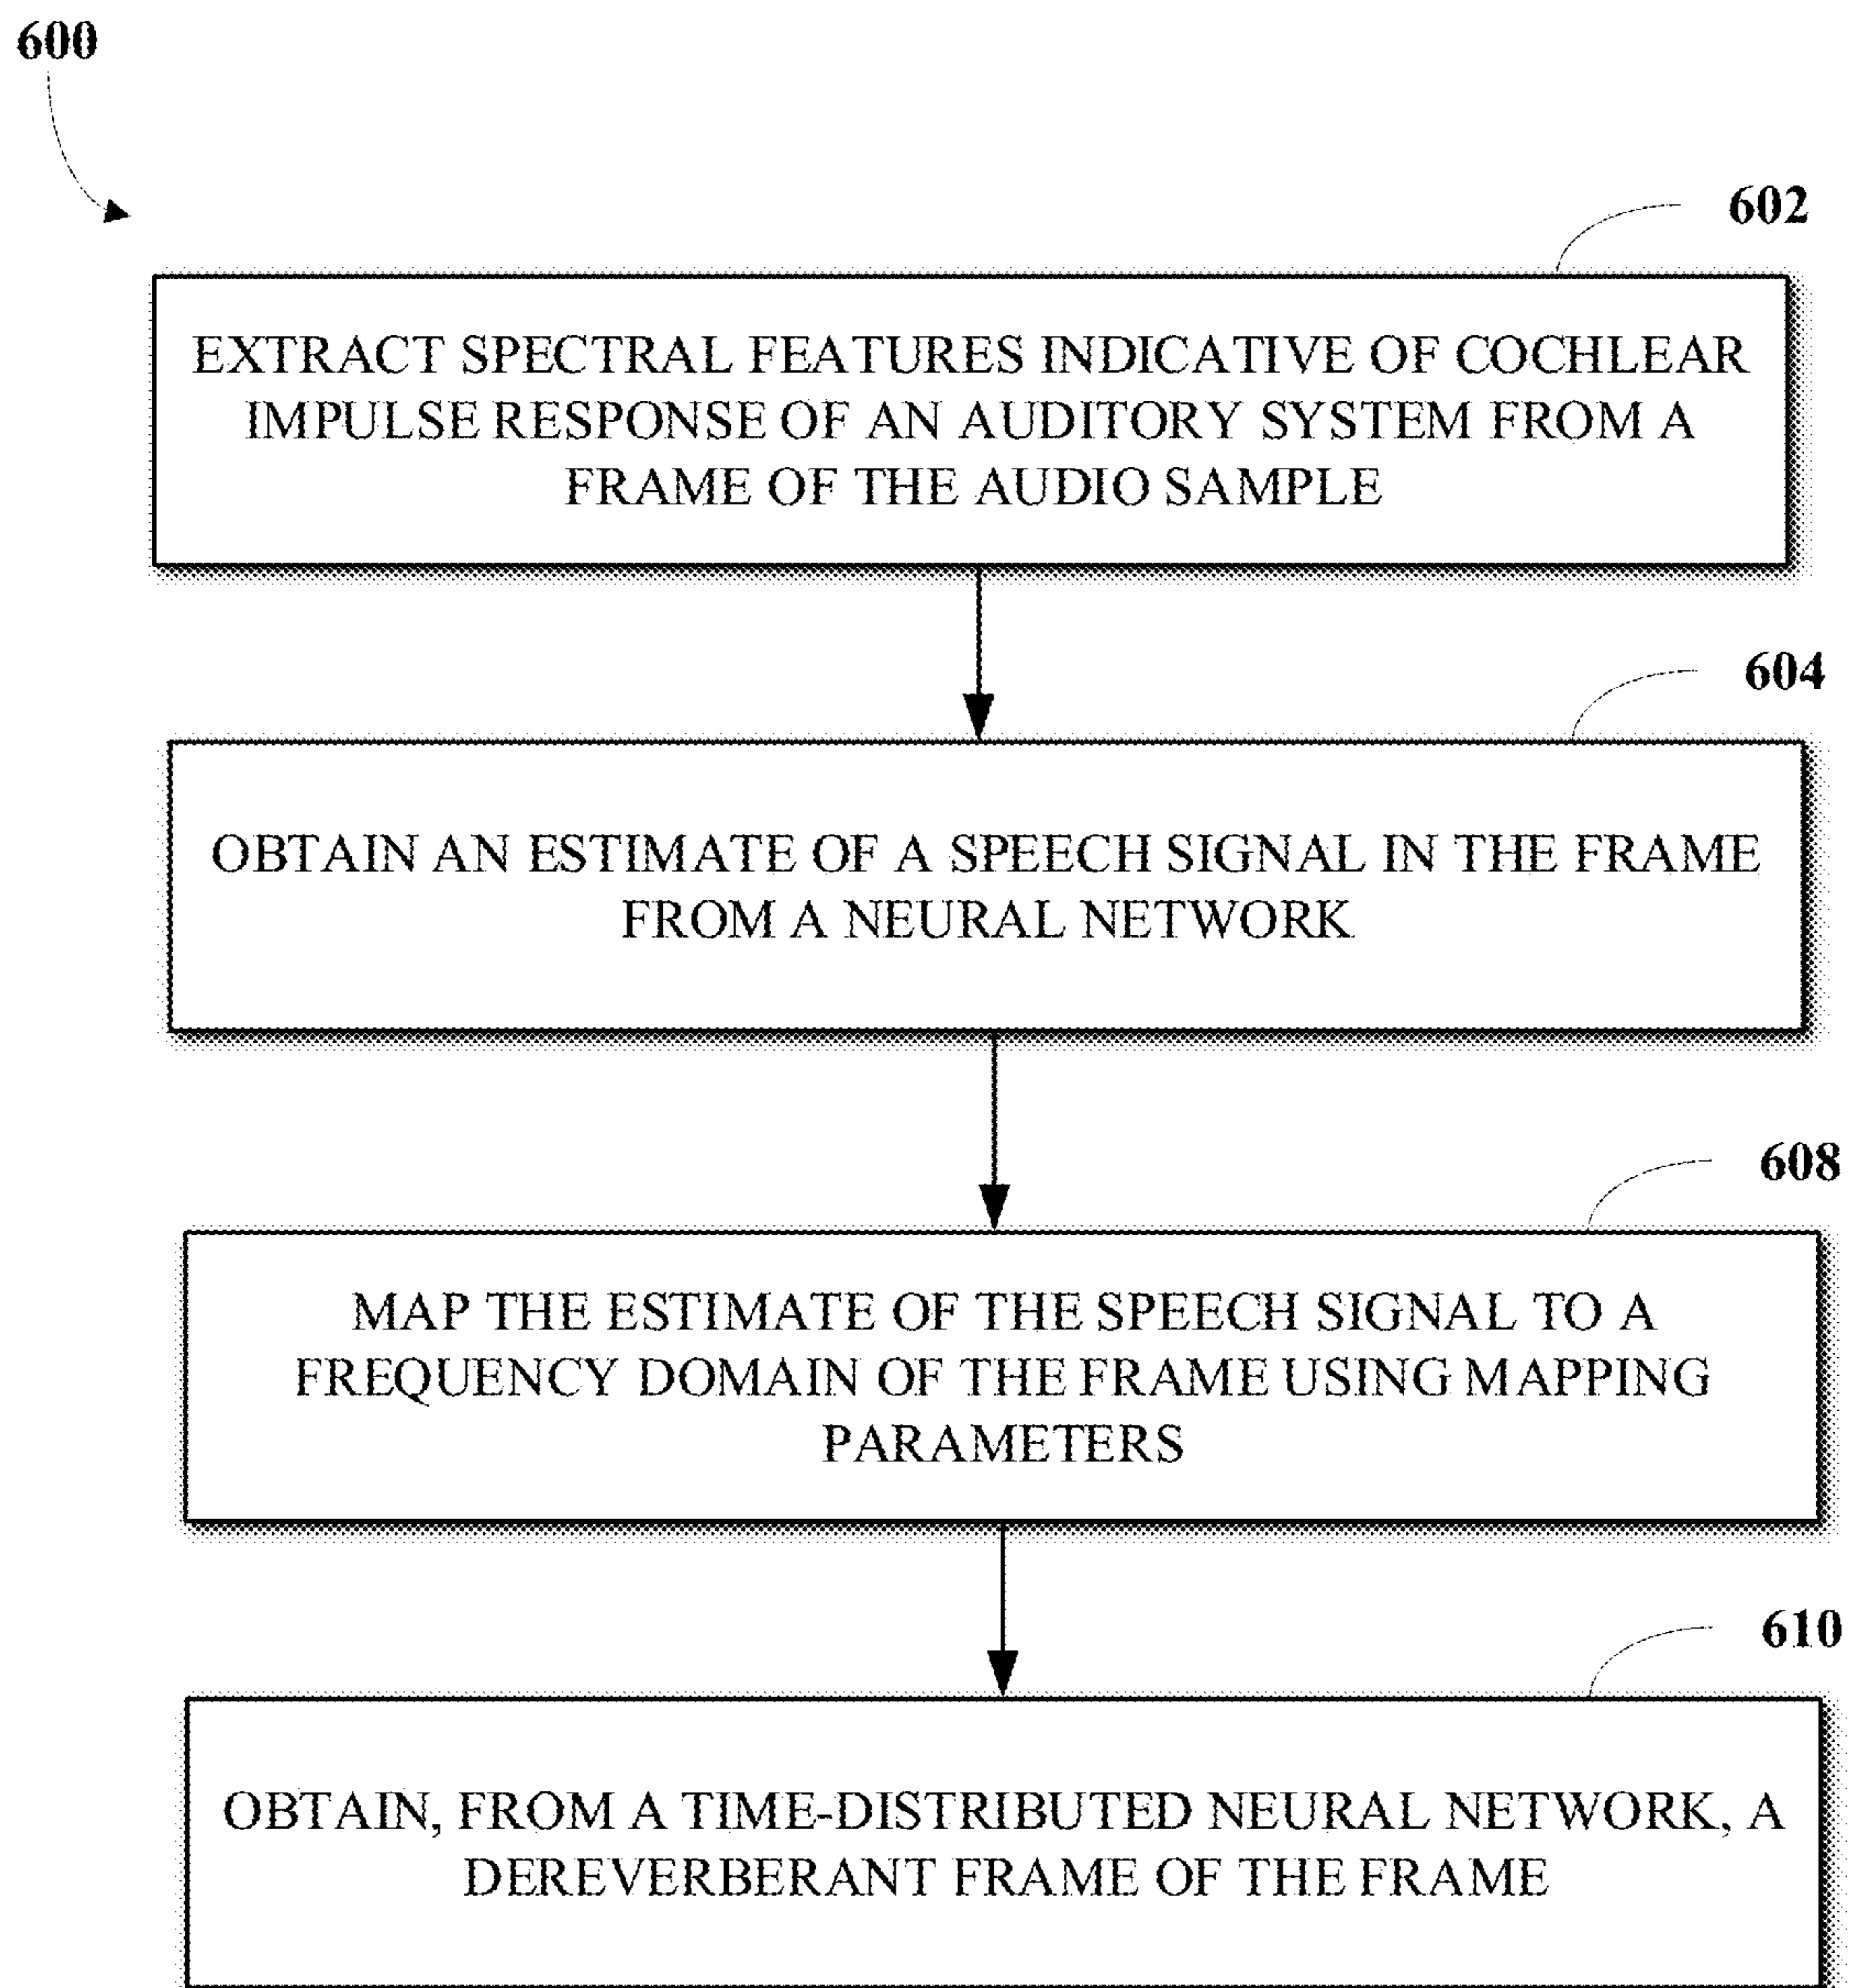 600
602
EXTRACT SPECTRAL FEATURES INDICATIVE OF COCHLEAR
IMPULSE RESPONSE OF AN AUDITORY SYSTEM FROM A
FRAME OF THE AUDIO SAMPLE
604
OBTAIN AN ESTIMATE OF A SPEECH SIGNAL IN THE FRAME
FROM A NEURAL NETWORK
608
MAP THE ESTIMATE OF THE SPEECH SIGNAL TO A
FREQUENCY DOMAIN OF THE FRAME USING MAPPING
PARAMETERS
610
OBTAIN, FROM A TIME-DISTRIBUTED NEURAL NETWORK, A
DEREVERBERANT FRAME OF THE FRAME